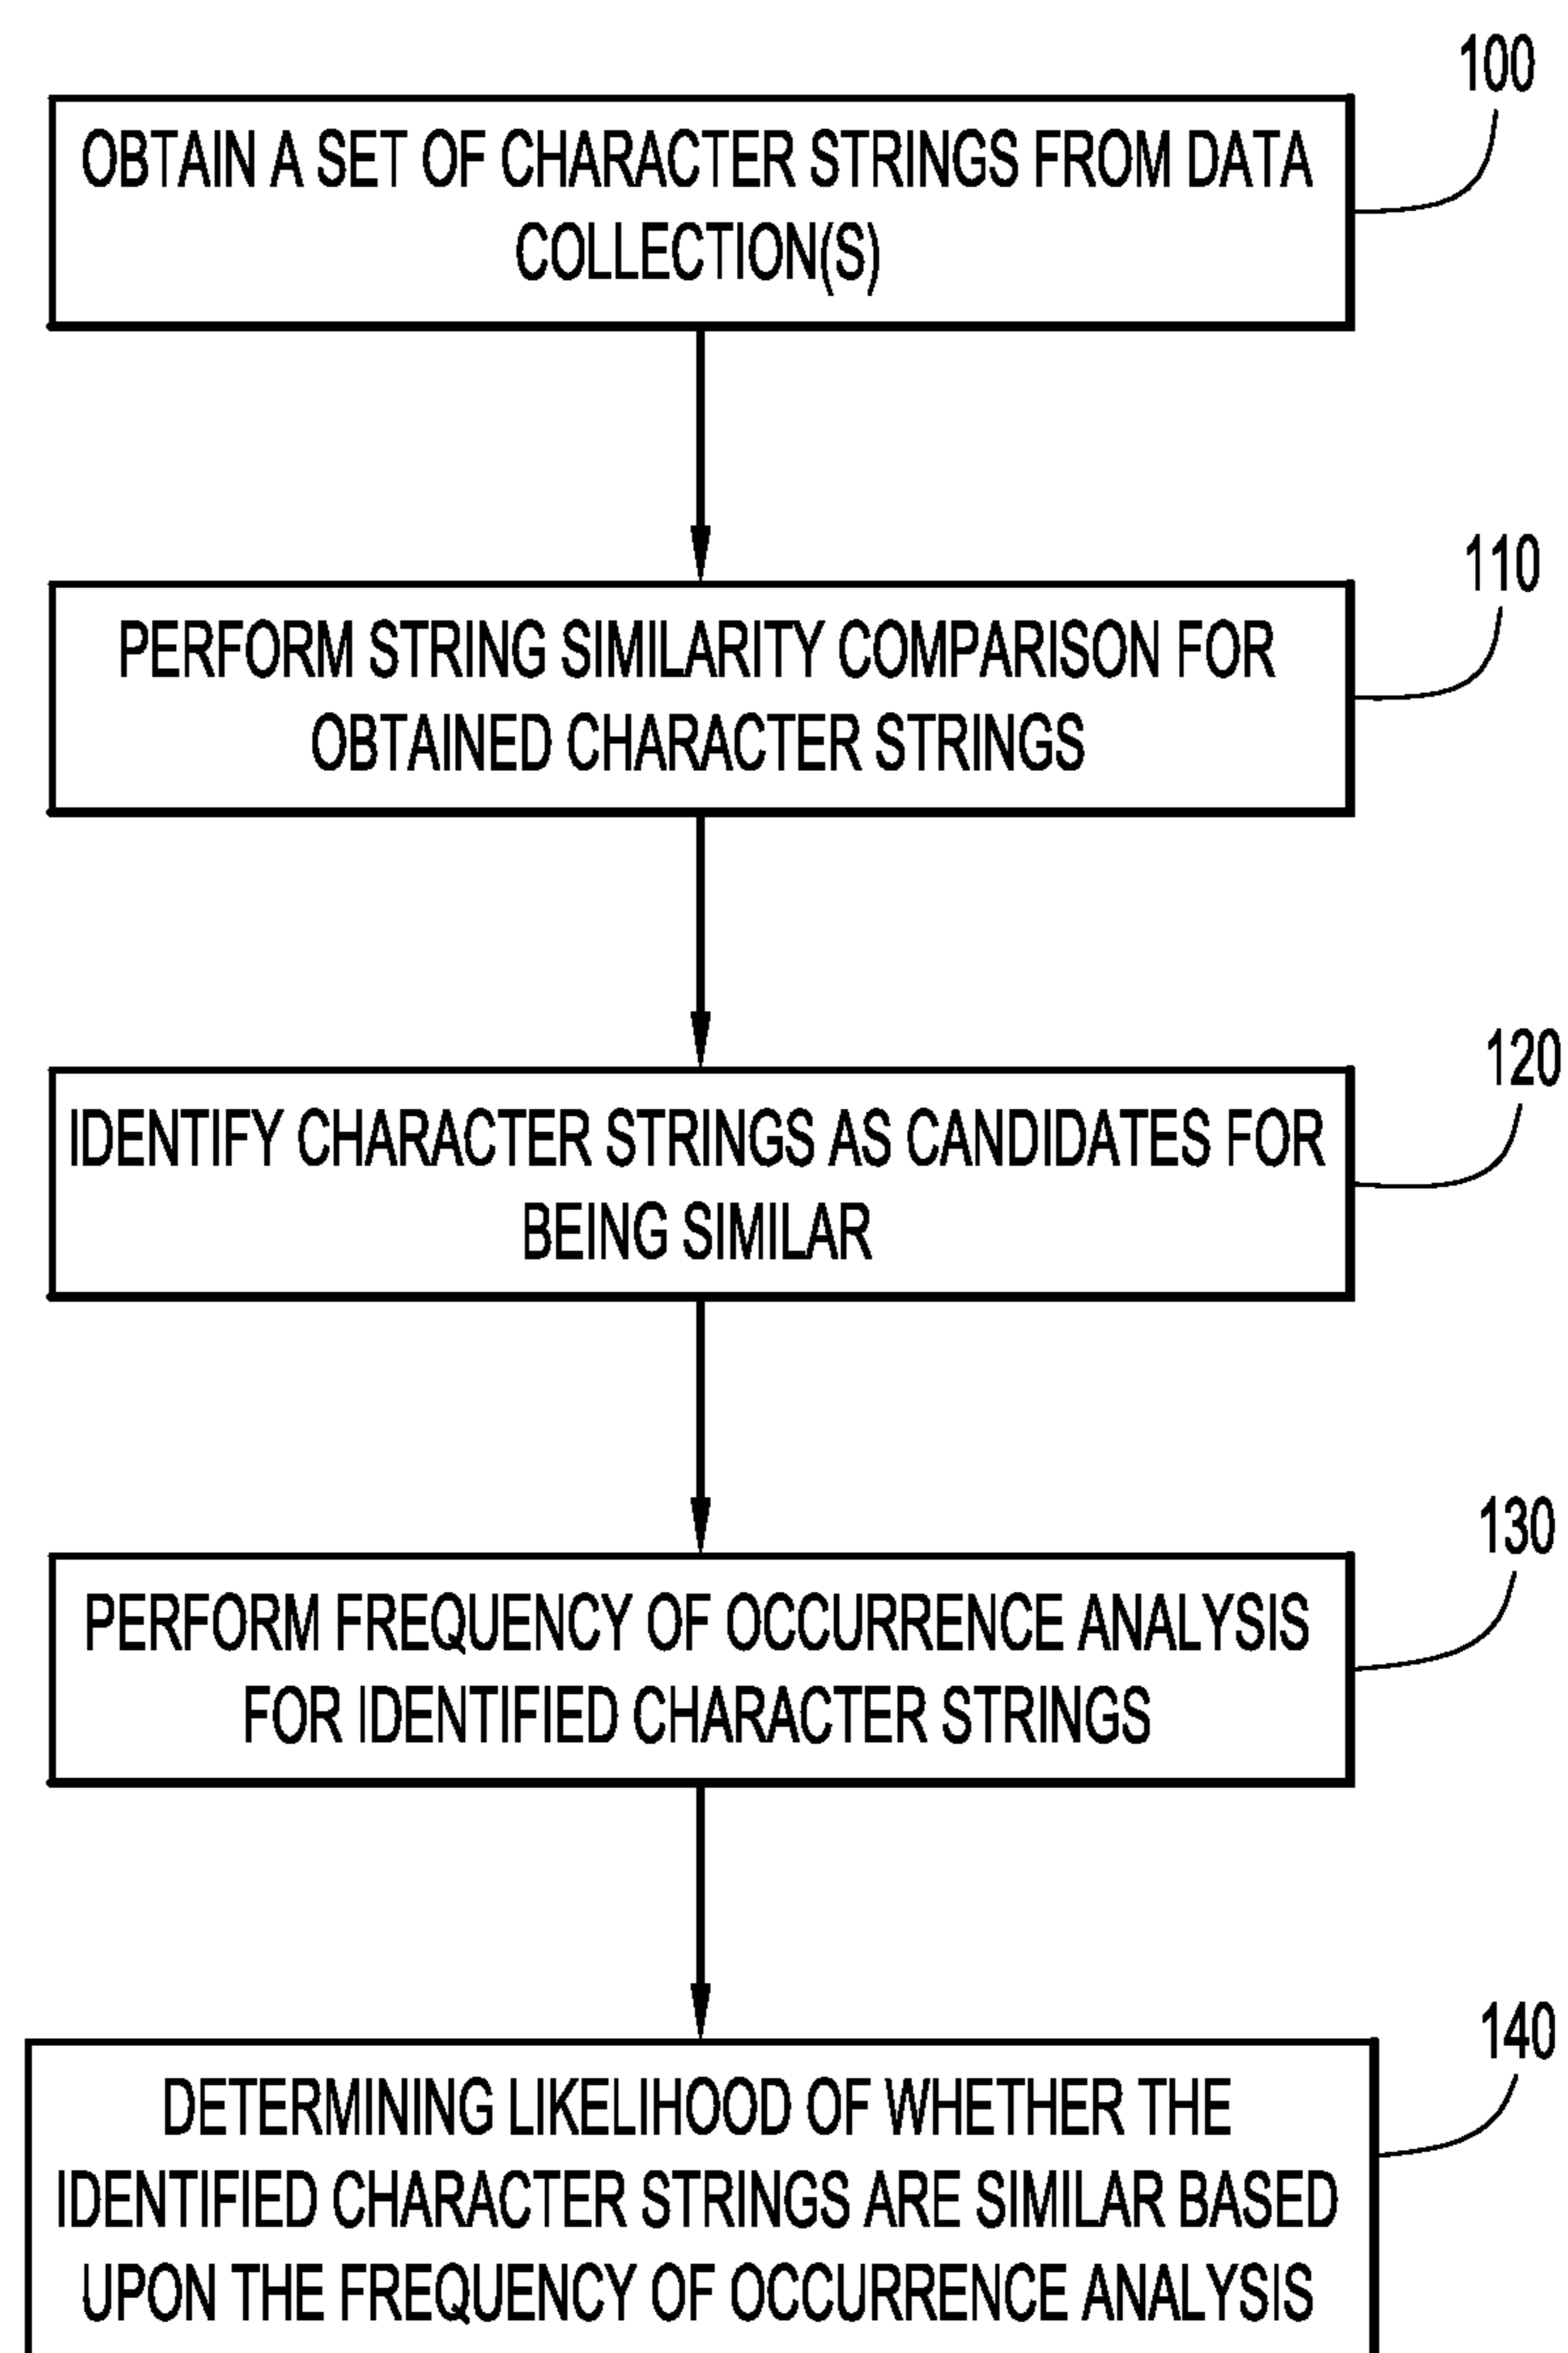 100
OBTAIN A SET OF CHARACTER STRINGS FROM DATA
COLLECTION(S)
110
PERFORM STRING SIMILARITY COMPARISON FOR
OBTAINED CHARACTER STRINGS
120
IDENTIFY CHARACTER STRINGS AS CANDIDATES FOR
BEING SIMILAR
130
PERFORM FREQUENCY OF OCCURRENCE ANALYSIS
FOR IDENTIFIED CHARACTER STRINGS
140
DETERMINING LIKELIHOOD OF WHETHER THE
IDENTIFIED CHARACTER STRINGS ARE SIMILAR BASED
UPON THE FREQUENCY OF OCCURRENCE ANALYSIS